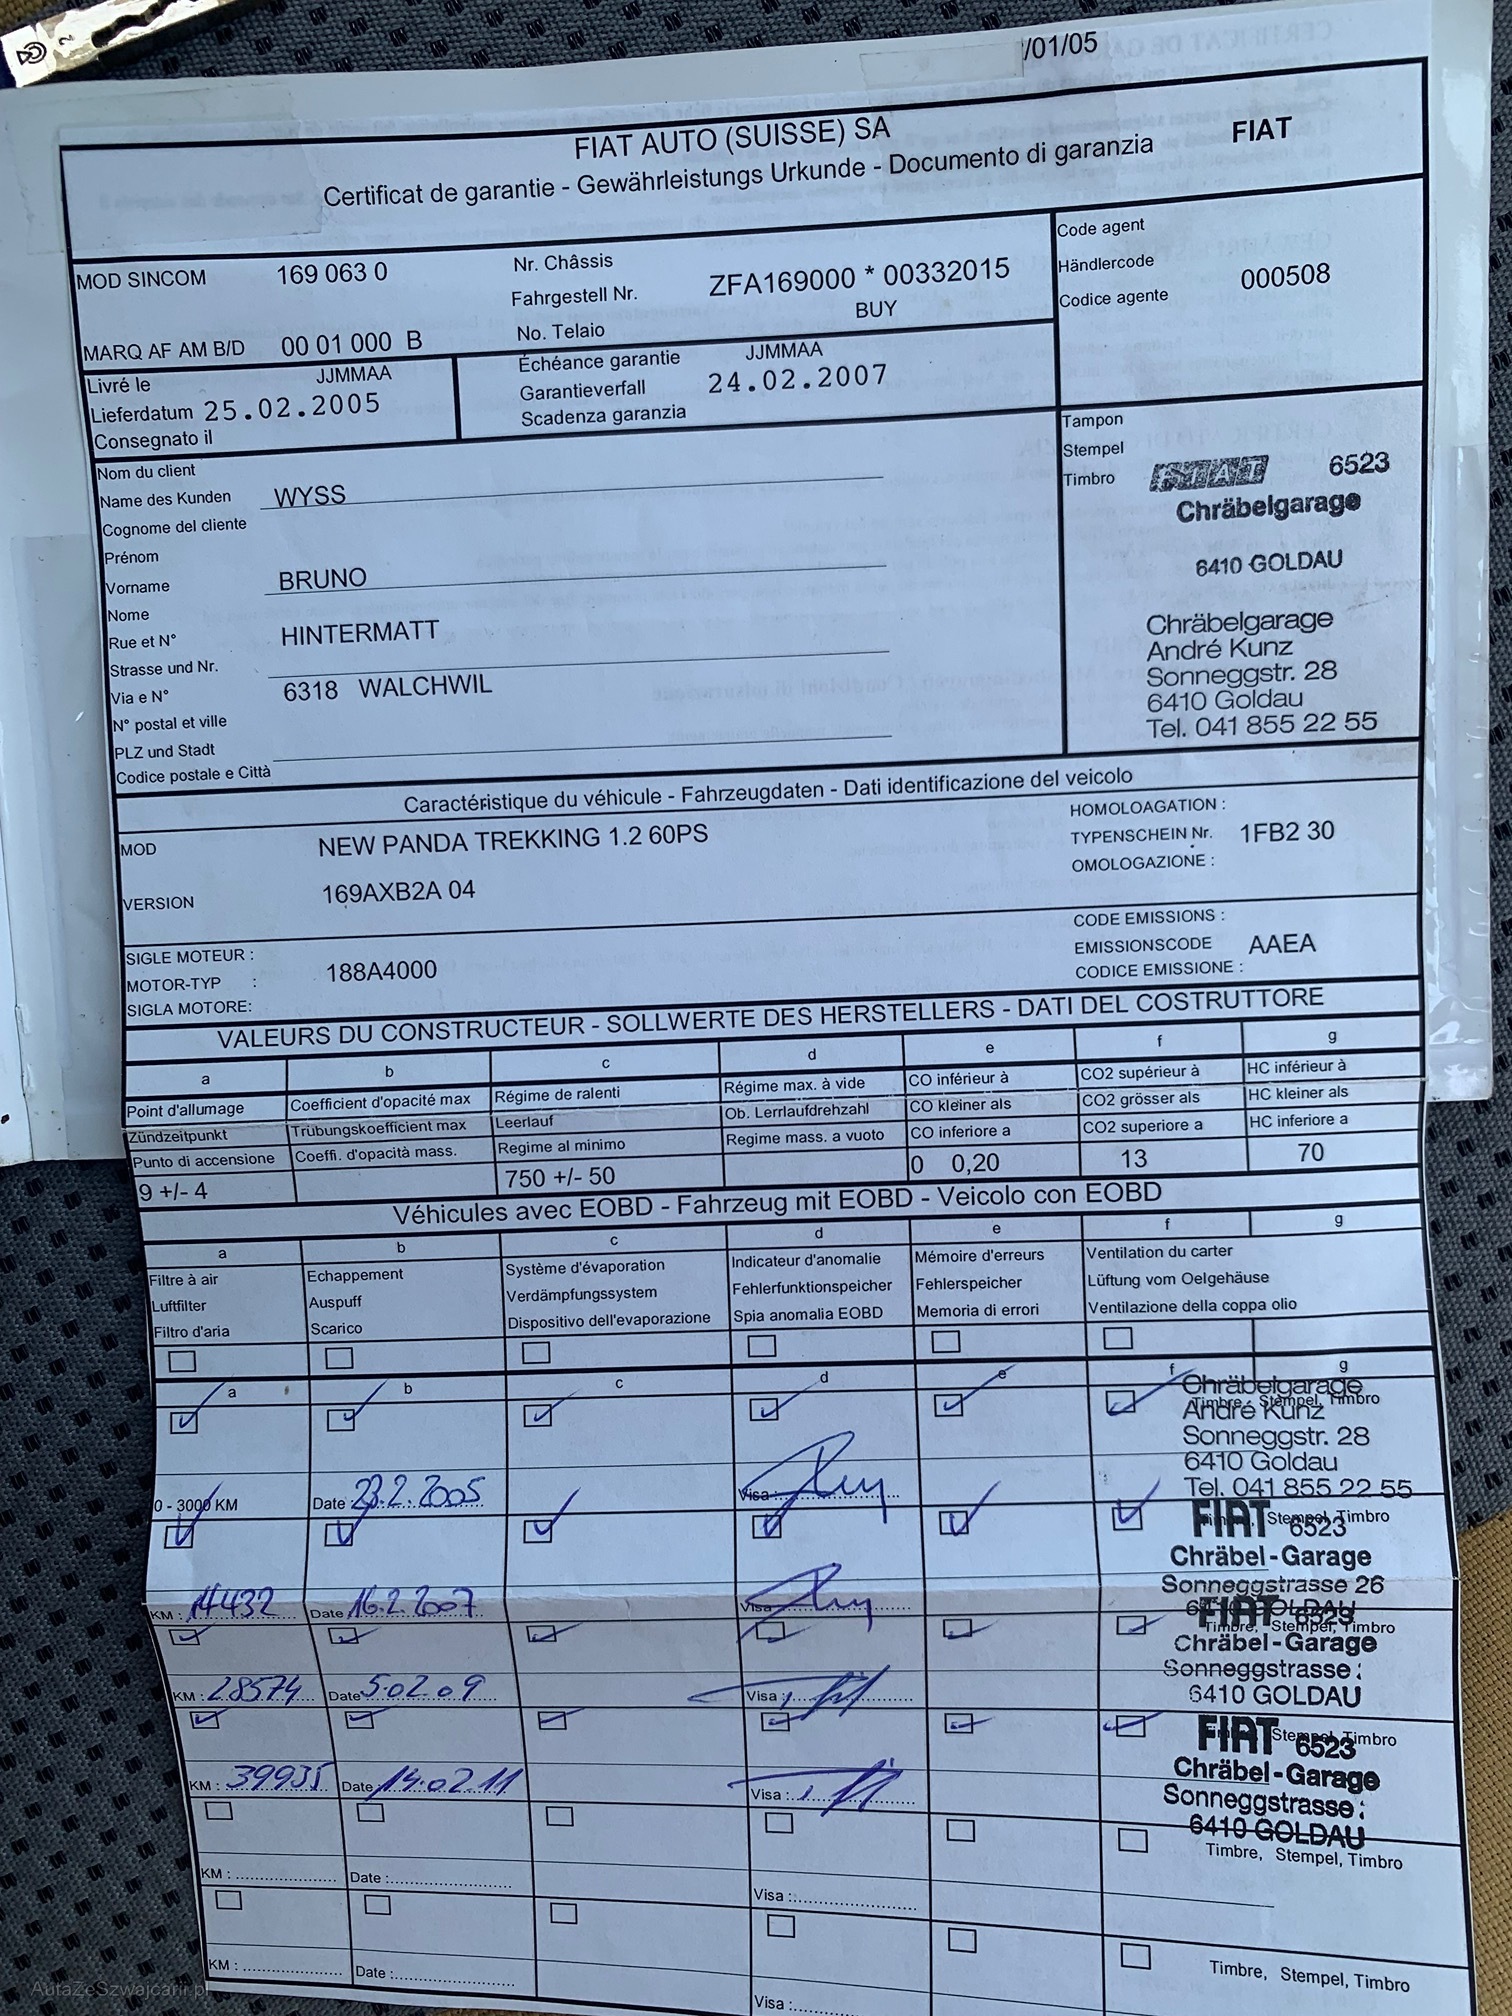 /01/05
FIAT AUTO (SUISSE) SA
FIAT
Certificat de garantie - Gewährleistungs Urkunde - Documento di garanzia
MOD SINCOM 169 063 0
Nr. Châssis
Fahrgestell Nr. ZFA169000 * 00332015
No. Telaio BUY
Code agent
Händlercode
Codice agente 000508
MARQ AF AM B/D 00 01 000 B
Livré le JJMMAA
Lieferdatum 25.02.2005
Consegnato il
Échéance garantie JJMMAA
Garantieverfall 24.02.2007
Scadenza garanzia
Tampon
Stempel
Timbro
FIAT 6523
Chräbelgarage
6410 GOLDAU
Chräbelgarage
André Kunz
Sonneggstr. 28
6410 Goldau
Tel. 041 855 22 55
Nom du client
Name des Kunden WYSS
Cognome del cliente
Prénom
Vorname BRUNO
Nome
Rue et N° HINTERMATT
Strasse und Nr.
Via e N° 6318 WALCHWIL
N° postal et ville
PLZ und Stadt
Codice postale e Città
Caractéristique du véhicule - Fahrzeugdaten - Dati identificazione del veicolo
MOD NEW PANDA TREKKING 1.2 60PS
HOMOLOAGATION :
TYPENSCHEIN Nr. 1FB2 30
OMOLOGAZIONE :
VERSION 169AXB2A 04
CODE EMISSIONS :
EMISSIONSCODE AAEA
CODICE EMISSIONE :
SIGLE MOTEUR :
MOTOR-TYP : 188A4000
SIGLA MOTORE:
VALEURS DU CONSTRUCTEUR - SOLLWERTE DES HERSTELLERS - DATI DEL COSTRUTTORE
a b c d e f g
Point d'allumage Coefficient d'opacité max Régime de ralenti Régime max. à vide CO inférieur à CO2 supérieur à HC inférieur à
Zündzeitpunkt Trübungskoefficient max Leerlauf Ob. Lerrlaufdrehzahl CO kleiner als CO2 grösser als HC kleiner als
Punto di accensione Coeffi. d'opacità mass. Regime al minimo Regime mass. a vuoto CO inferiore a CO2 superiore a HC inferiore a
9 +/- 4 750 +/- 50 0 0,20 13 70
Véhicules avec EOBD - Fahrzeug mit EOBD - Veicolo con EOBD
a b c d e f g
Filtre à air Echappement Système d'évaporation Indicateur d'anomalie Mémoire d'erreurs Ventilation du carter
Luftfilter Auspuff Verdämpfungssystem Fehlerfunktionspeicher Fehlerspeicher Lüftung vom Oelgehäuse
Filtro d'aria Scarico Dispositivo dell'evaporazione Spia anomalia EOBD Memoria di errori Ventilazione della coppa olio
a b c d e f g
Timbre, Stempel, Timbro
Chräbelgarage
André Kunz
Sonneggstr. 28
6410 Goldau
Tel. 041 855 22 55
0 - 3000 KM Date 23.2.2005 Visa :
Stempel, Timbro
FIAT 6523
Chräbel-Garage
Sonneggstrasse 26
6410 GOLDAU
KM : 14432 Date 16.2.2007 Visa
Timbre, Stempel, Timbro
FIAT 6523
Chräbel-Garage
Sonneggstrasse
6410 GOLDAU
KM : 28574 Date 5.02.09 Visa :
Stempel, Timbro
FIAT 6523
Chräbel-Garage
Sonneggstrasse
6410 GOLDAU
KM : 39935 Date 14.02.11 Visa :
Timbre, Stempel, Timbro
KM : Date : Visa :
Timbre, Stempel, Timbro
KM : Date : Visa :
AutaZeSzwajcarii.pl